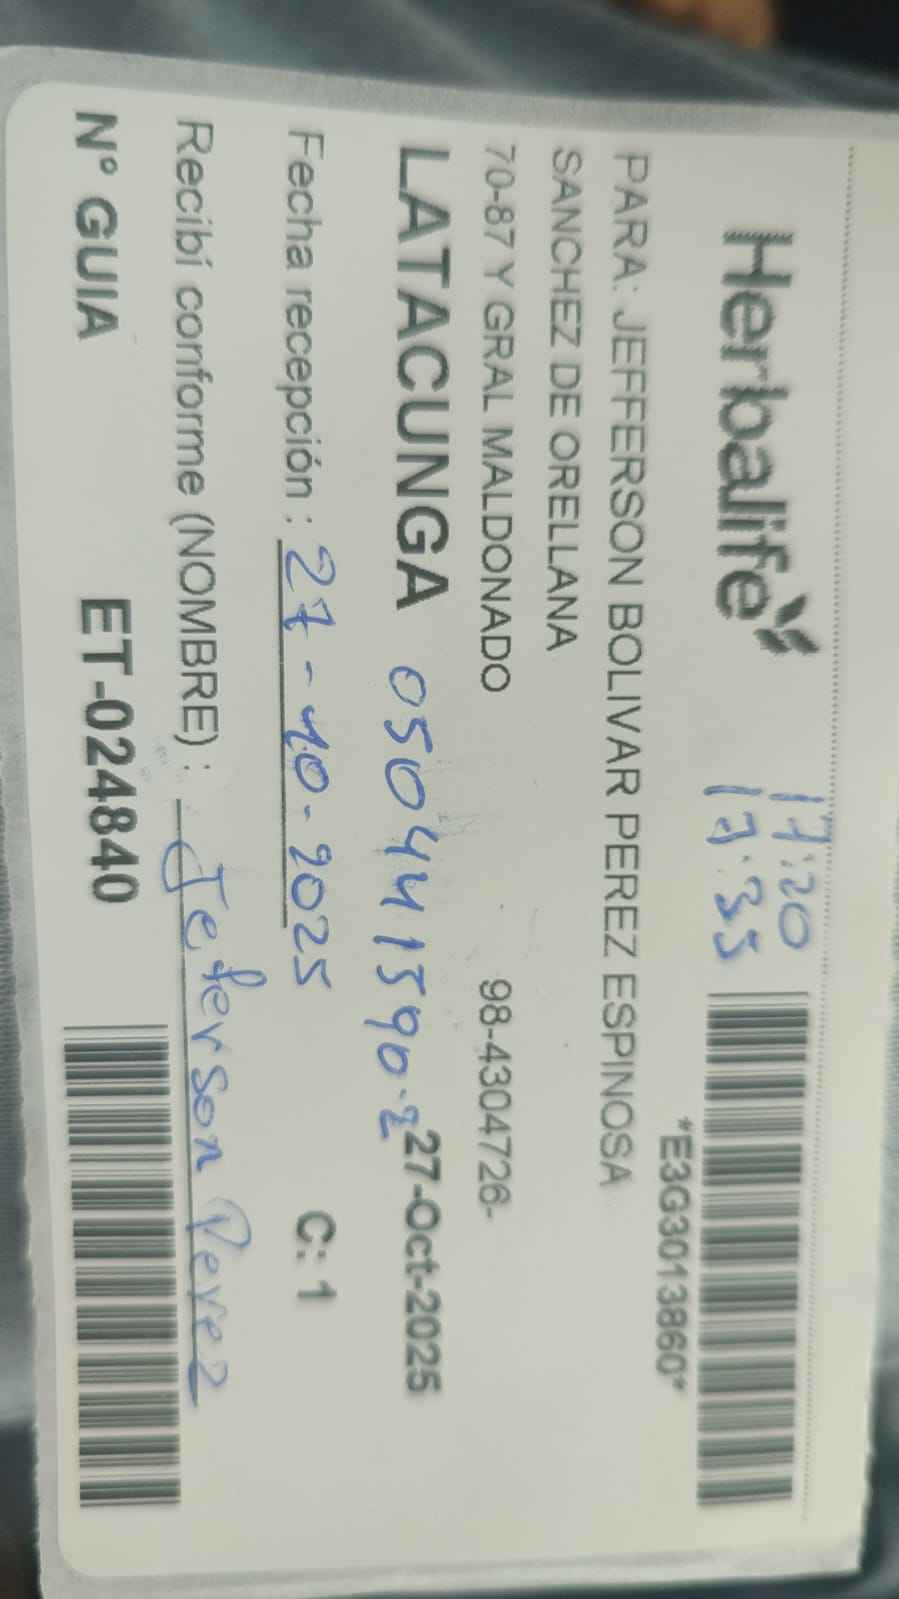 Herbalife
17:20
17:35
*E3G3013860*
PARA: JEFFERSON BOLIVAR PEREZ ESPINOSA
SANCHEZ DE ORELLANA
70-87 Y GRAL MALDONADO 98-4304726-
LATACUNGA 050441590-2 27-Oct-2025
Fecha recepción : 27-10-2025 C: 1
Recibí conforme (NOMBRE) : Jeferson Perez
N° GUIA ET-024840